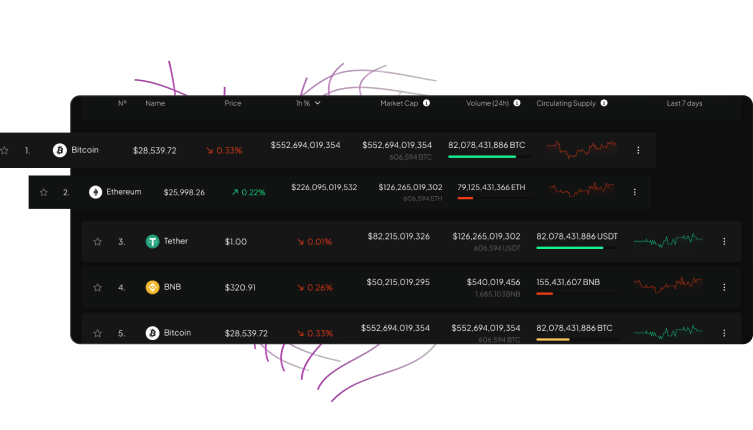 Nº Name Price 1h % Market Cap Volume (24h) Circulating Supply Last 7 days
1. Bitcoin $28,539.72 0.33% $552,694,019,354 $552,694,019,354 82,078,431,886 BTC
606,594 BTC
2. Ethereum $25,998.26 0.22% $226,095,019,532 $126,265,019,302 79,125,431,366 ETH
606,594 ETH
3. Tether $1.00 0.01% $82,215,019,326 $126,265,019,302 82,078,431,886 USDT
606,594 USDT
4. BNB $320.91 0.26% $50,215,019,295 $540,019,456 155,431,607 BNB
1,685,103BNB
5. Bitcoin $28,539.72 0.33% $552,694,019,354 $552,694,019,354 82,078,431,886 BTC
606,594 BTC